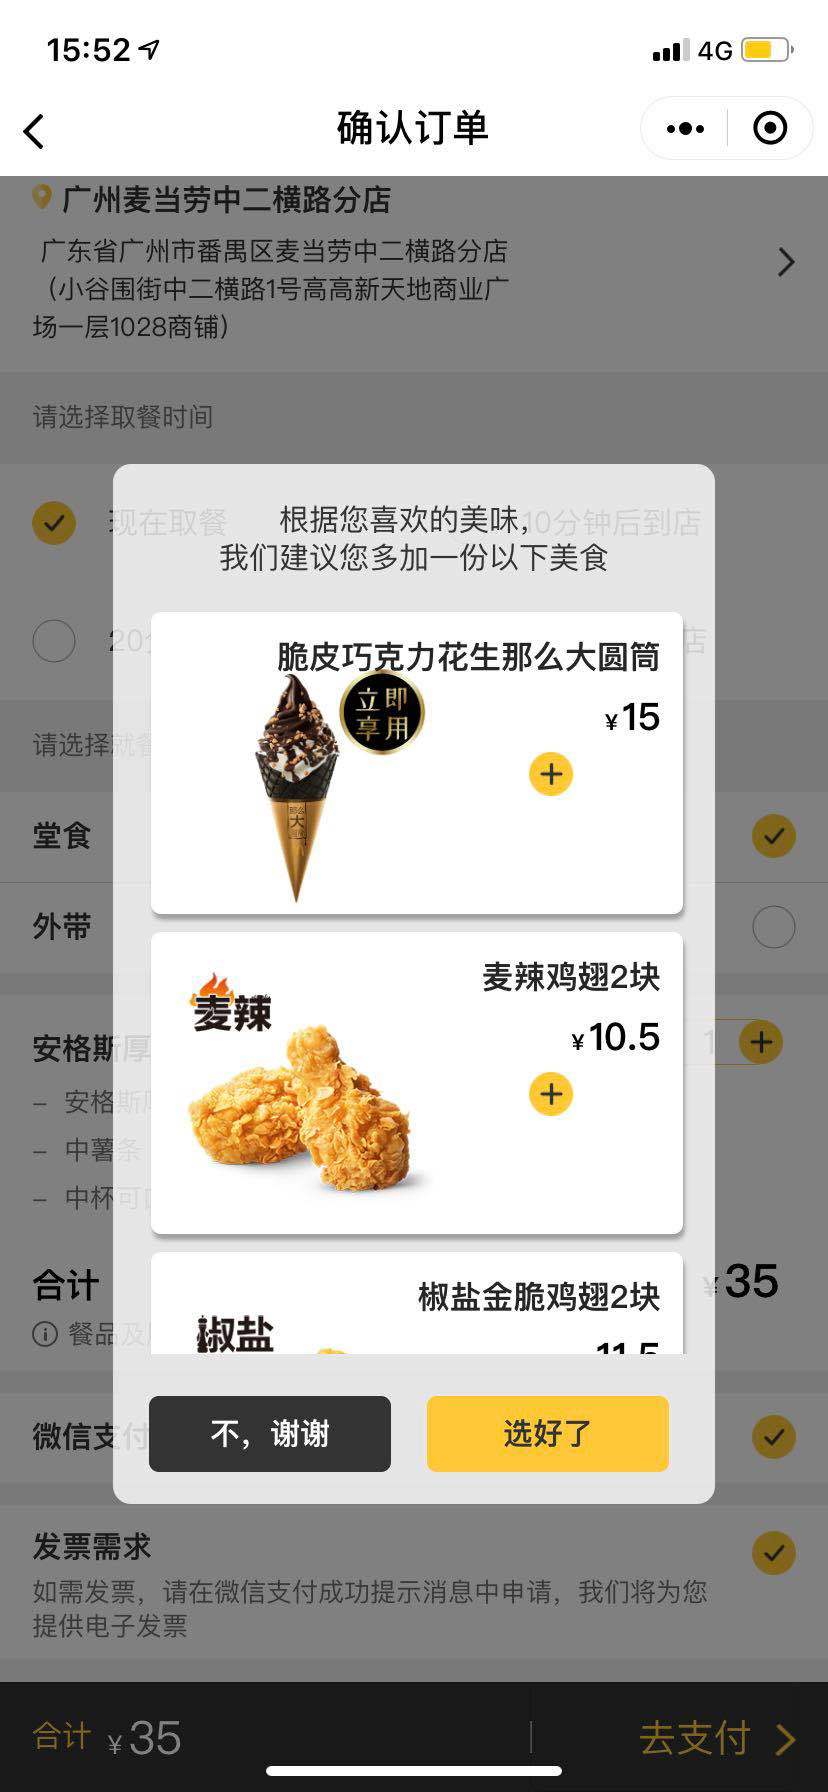 15:52
4G
确认订单
广州麦当劳中二横路分店
广东省广州市番禺区麦当劳中二横路分店
（小谷围街中二横路1号高高新天地商业广
场一层1028商铺）
请选择取餐时间
现在取餐
10分钟后到店
根据您喜欢的美味，
我们建议您多加一份以下美食
脆皮巧克力花生那么大圆筒
立即
享用
¥15
那么
大
请选择就餐
堂食
外带
麦辣鸡翅2块
麦辣
¥10.5
安格斯厚
1
– 安格斯厚
– 中薯条
– 中杯可口
椒盐金脆鸡翅2块
椒盐
11.5
合计
¥35
餐品及
不，谢谢
选好了
微信支付
发票需求
如需发票，请在微信支付成功提示消息中申请，我们将为您
提供电子发票
合计 ¥35
去支付